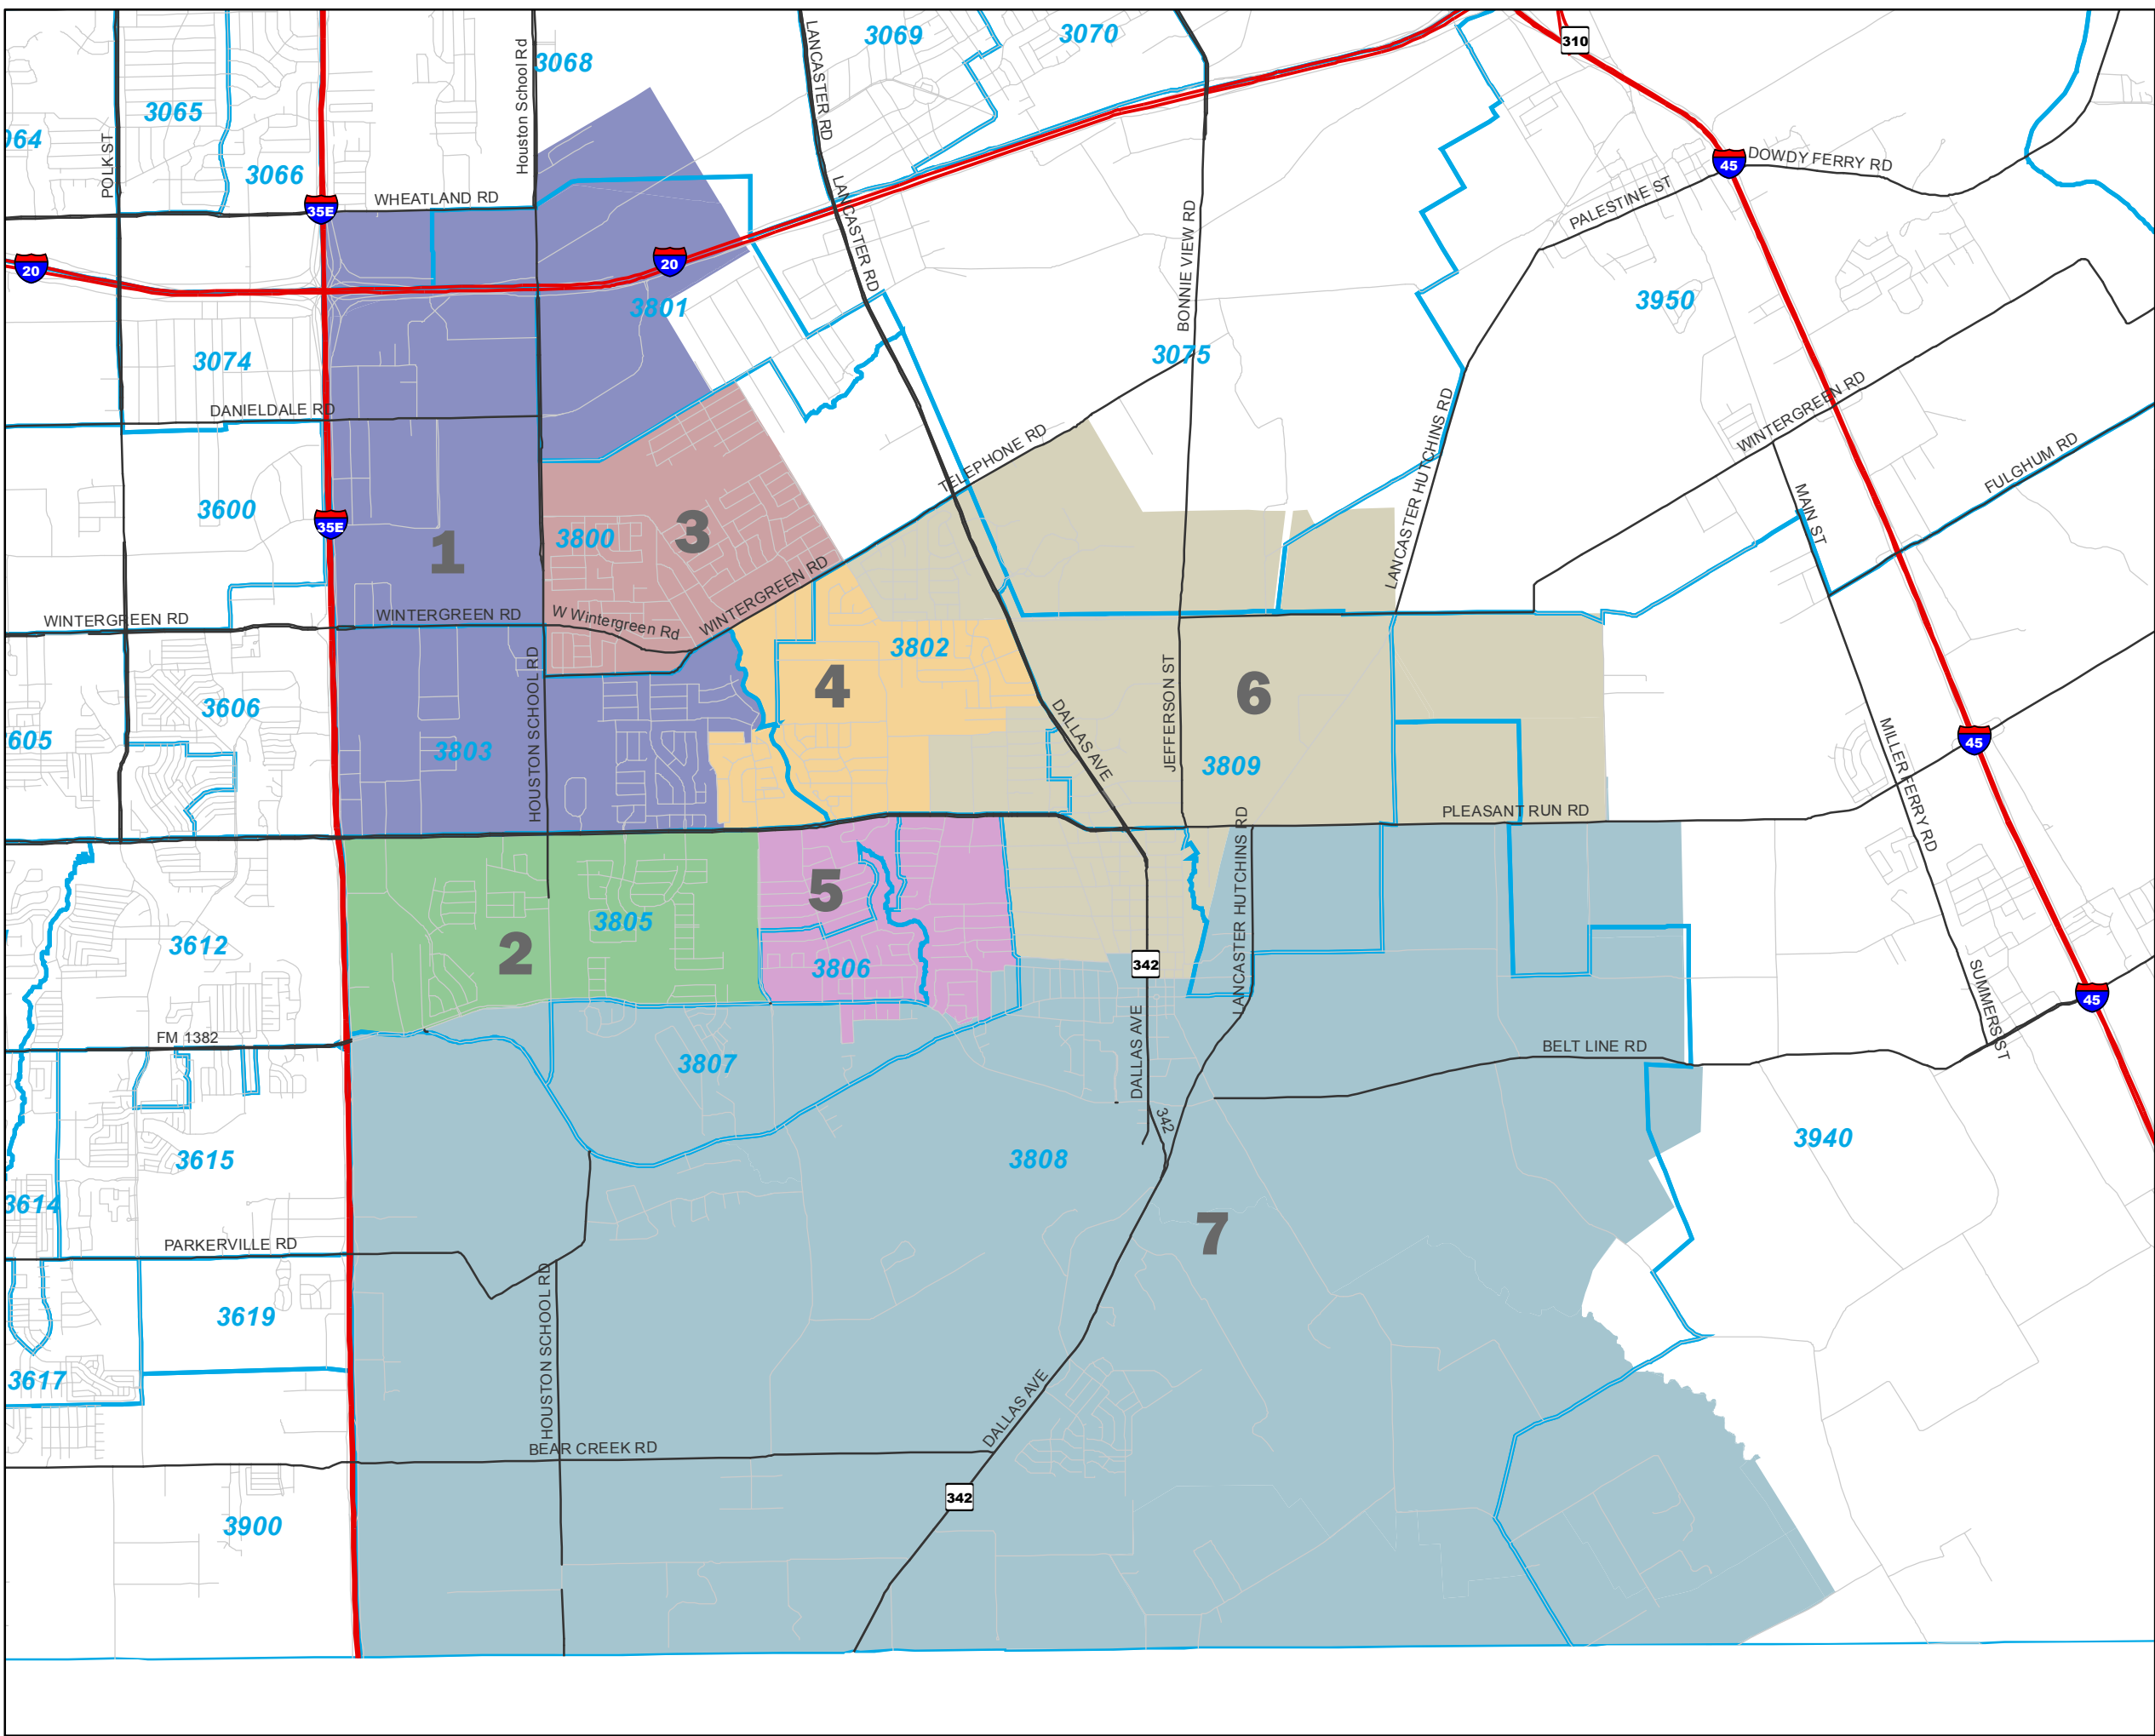 310
3069
3070
3068
LANCASTER RD
Houston School Rd
3065
064
3066
POLK ST
45
DOWDY FERRY RD
PALESTINE ST
WHEATLAND RD
35E
LANCASTER RD
BONNIE VIEW RD
20
20
3801
3950
3074
3075
DANIELDALE RD
WINTERGREEN RD
LANCASTER HUTCHINS RD
TELEPHONE RD
FULGHUM RD
MAIN ST
3600
35E
1
3800
3
WINTERGREEN RD
WINTERGREEN RD
W Wintergreen Rd
WINTERGREEN RD
3802
4
6
3606
605
3803
HOUSTON SCHOOL RD
DALLAS AVE
JEFFERSON ST
3809
45
MILLER FERRY RD
PLEASANT RUN RD
LANCASTER HUTCHINS RD
5
3805
2
3612
3806
342
SUMMERS ST
45
FM 1382
3807
DALLAS AVE
BELT LINE RD
342
3615
3808
3940
3614
7
PARKERVILLE RD
3619
HOUSTON SCHOOL RD
3617
DALLAS AVE
BEAR CREEK RD
342
3900